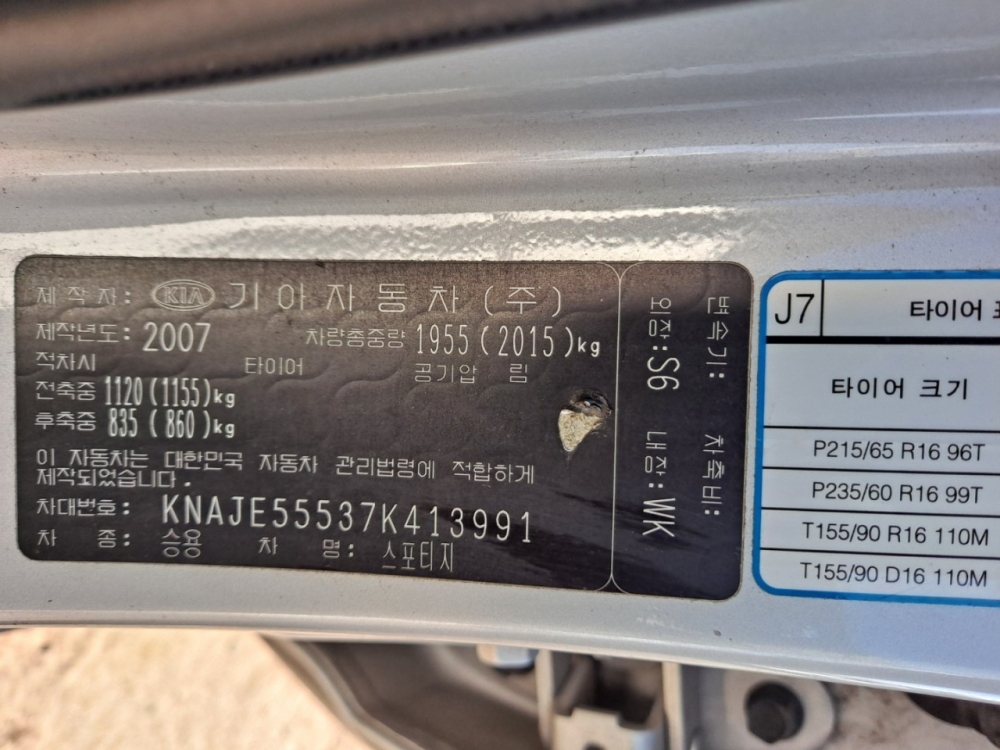 제작자: KIA 기아자동차(주)
제작년도: 2007 차량총중량 1955(2015)kg
적차시 타이어 공기압 림
전축중 1120(1155)kg
후축중 835(860)kg
이 자동차는 대한민국 자동차 관리법령에 적합하게
제작되었습니다.
차대번호: KNAJE55537K413991
차 종: 승용 차 명: 스포티지
변속기: 차축비:
외장:S6 내장:WK
J7 타이어
타이어 크기
P215/65 R16 96T
P235/60 R16 99T
T155/90 R16 110M
T155/90 D16 110M